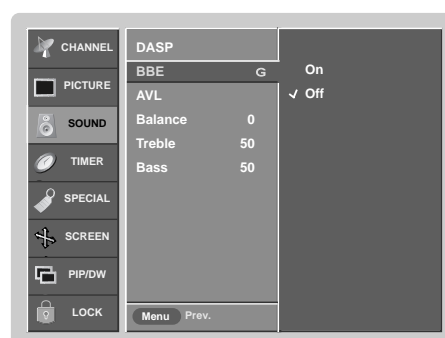 CHANNEL
PICTURE
SOUND
TIMER
SPECIAL
SCREEN
PIP/DW
LOCK
DASP
BBE G
AVL
Balance 0
Treble 50
Bass 50
Menu Prev.
On
✓ Off